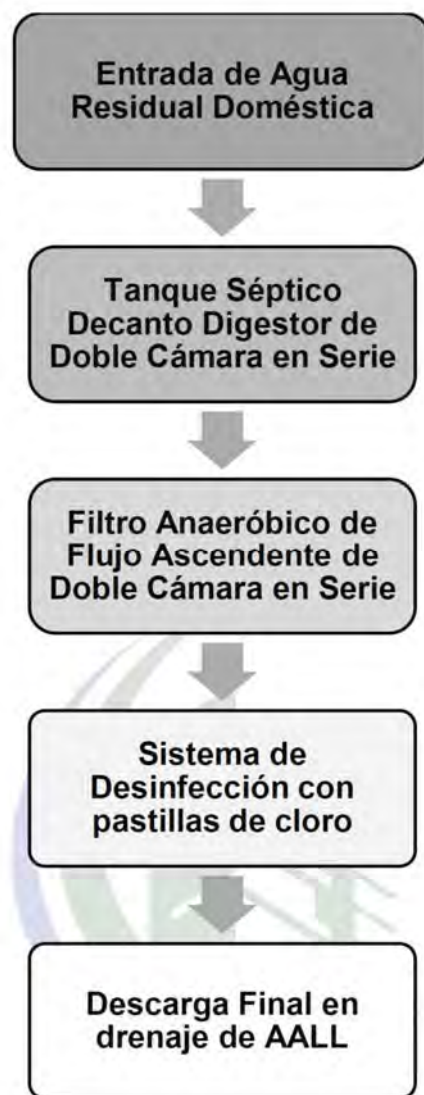 Entrada de Agua
Residual Doméstica
Tanque Séptico
Decanto Digestor de
Doble Cámara en Serie
Filtro Anaeróbico de
Flujo Ascendente de
Doble Cámara en Serie
Sistema de
Desinfección con
pastillas de cloro
Descarga Final en
drenaje de AALL